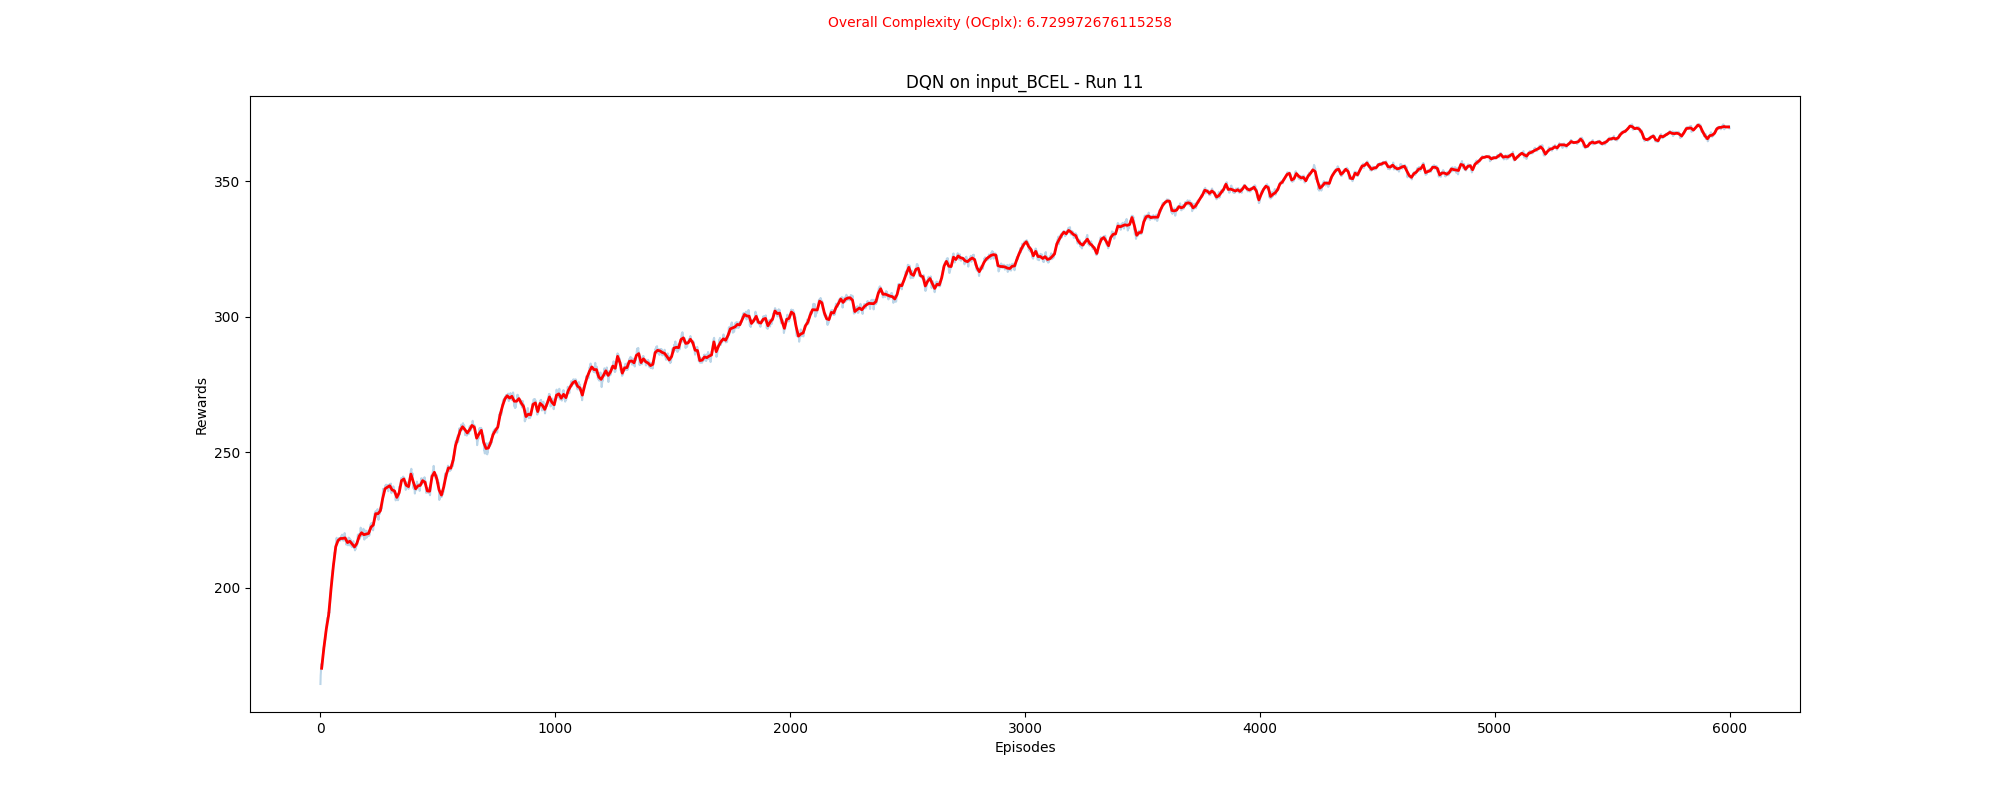 Overall Complexity (OCplx): 6.729972676115258
DQN on input_BCEL - Run 11
Rewards
350
300
250
200
0 1000 2000 3000 4000 5000 6000
Episodes